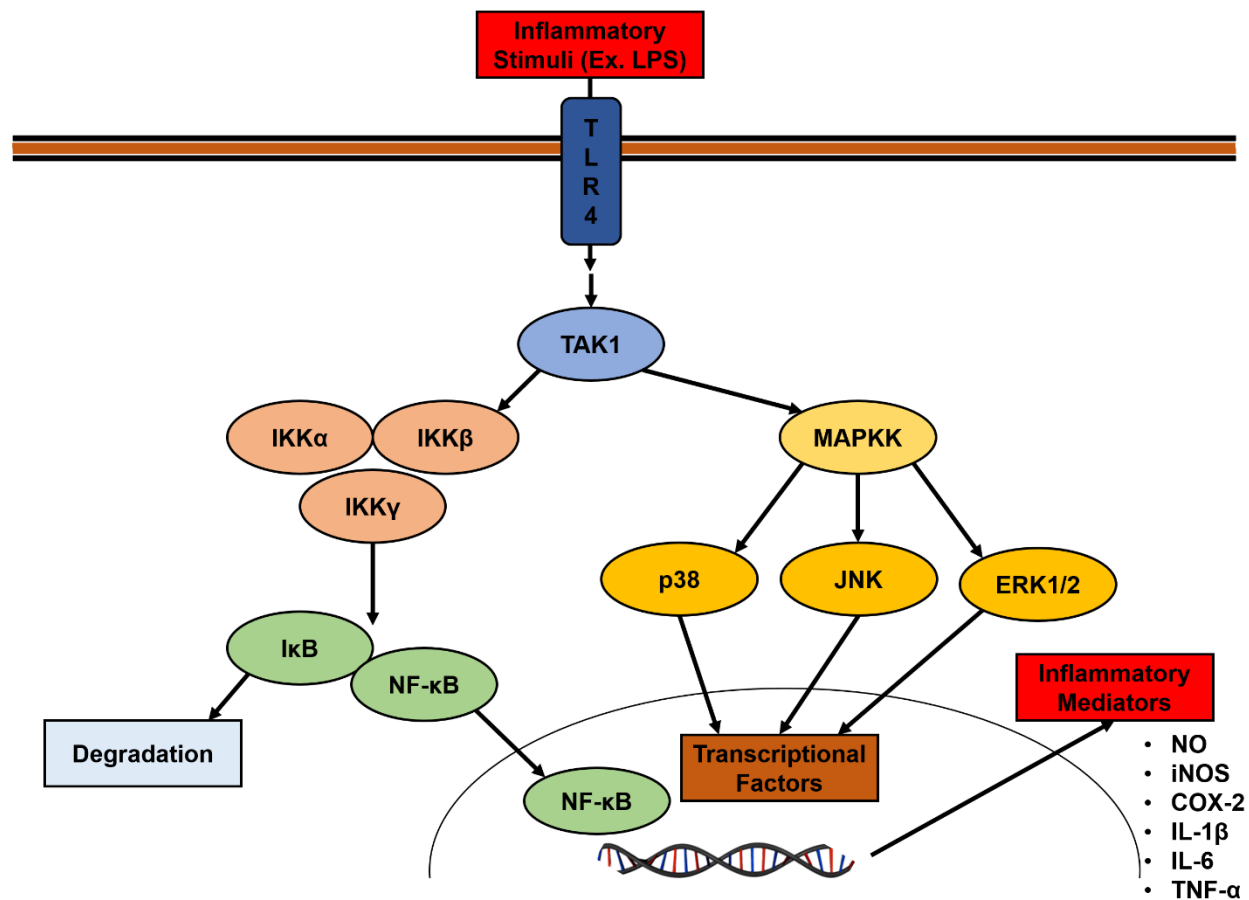 Inflammatory
Stimuli (Ex. LPS)
T
L
R
4
TAK1
IKKα
IKKβ
IKKγ
MAPKK
p38
JNK
ERK1/2
IκB
NF-κB
Degradation
NF-κB
Transcriptional
Factors
Inflammatory
Mediators
• NO
• iNOS
• COX-2
• IL-1β
• IL-6
• TNF-α